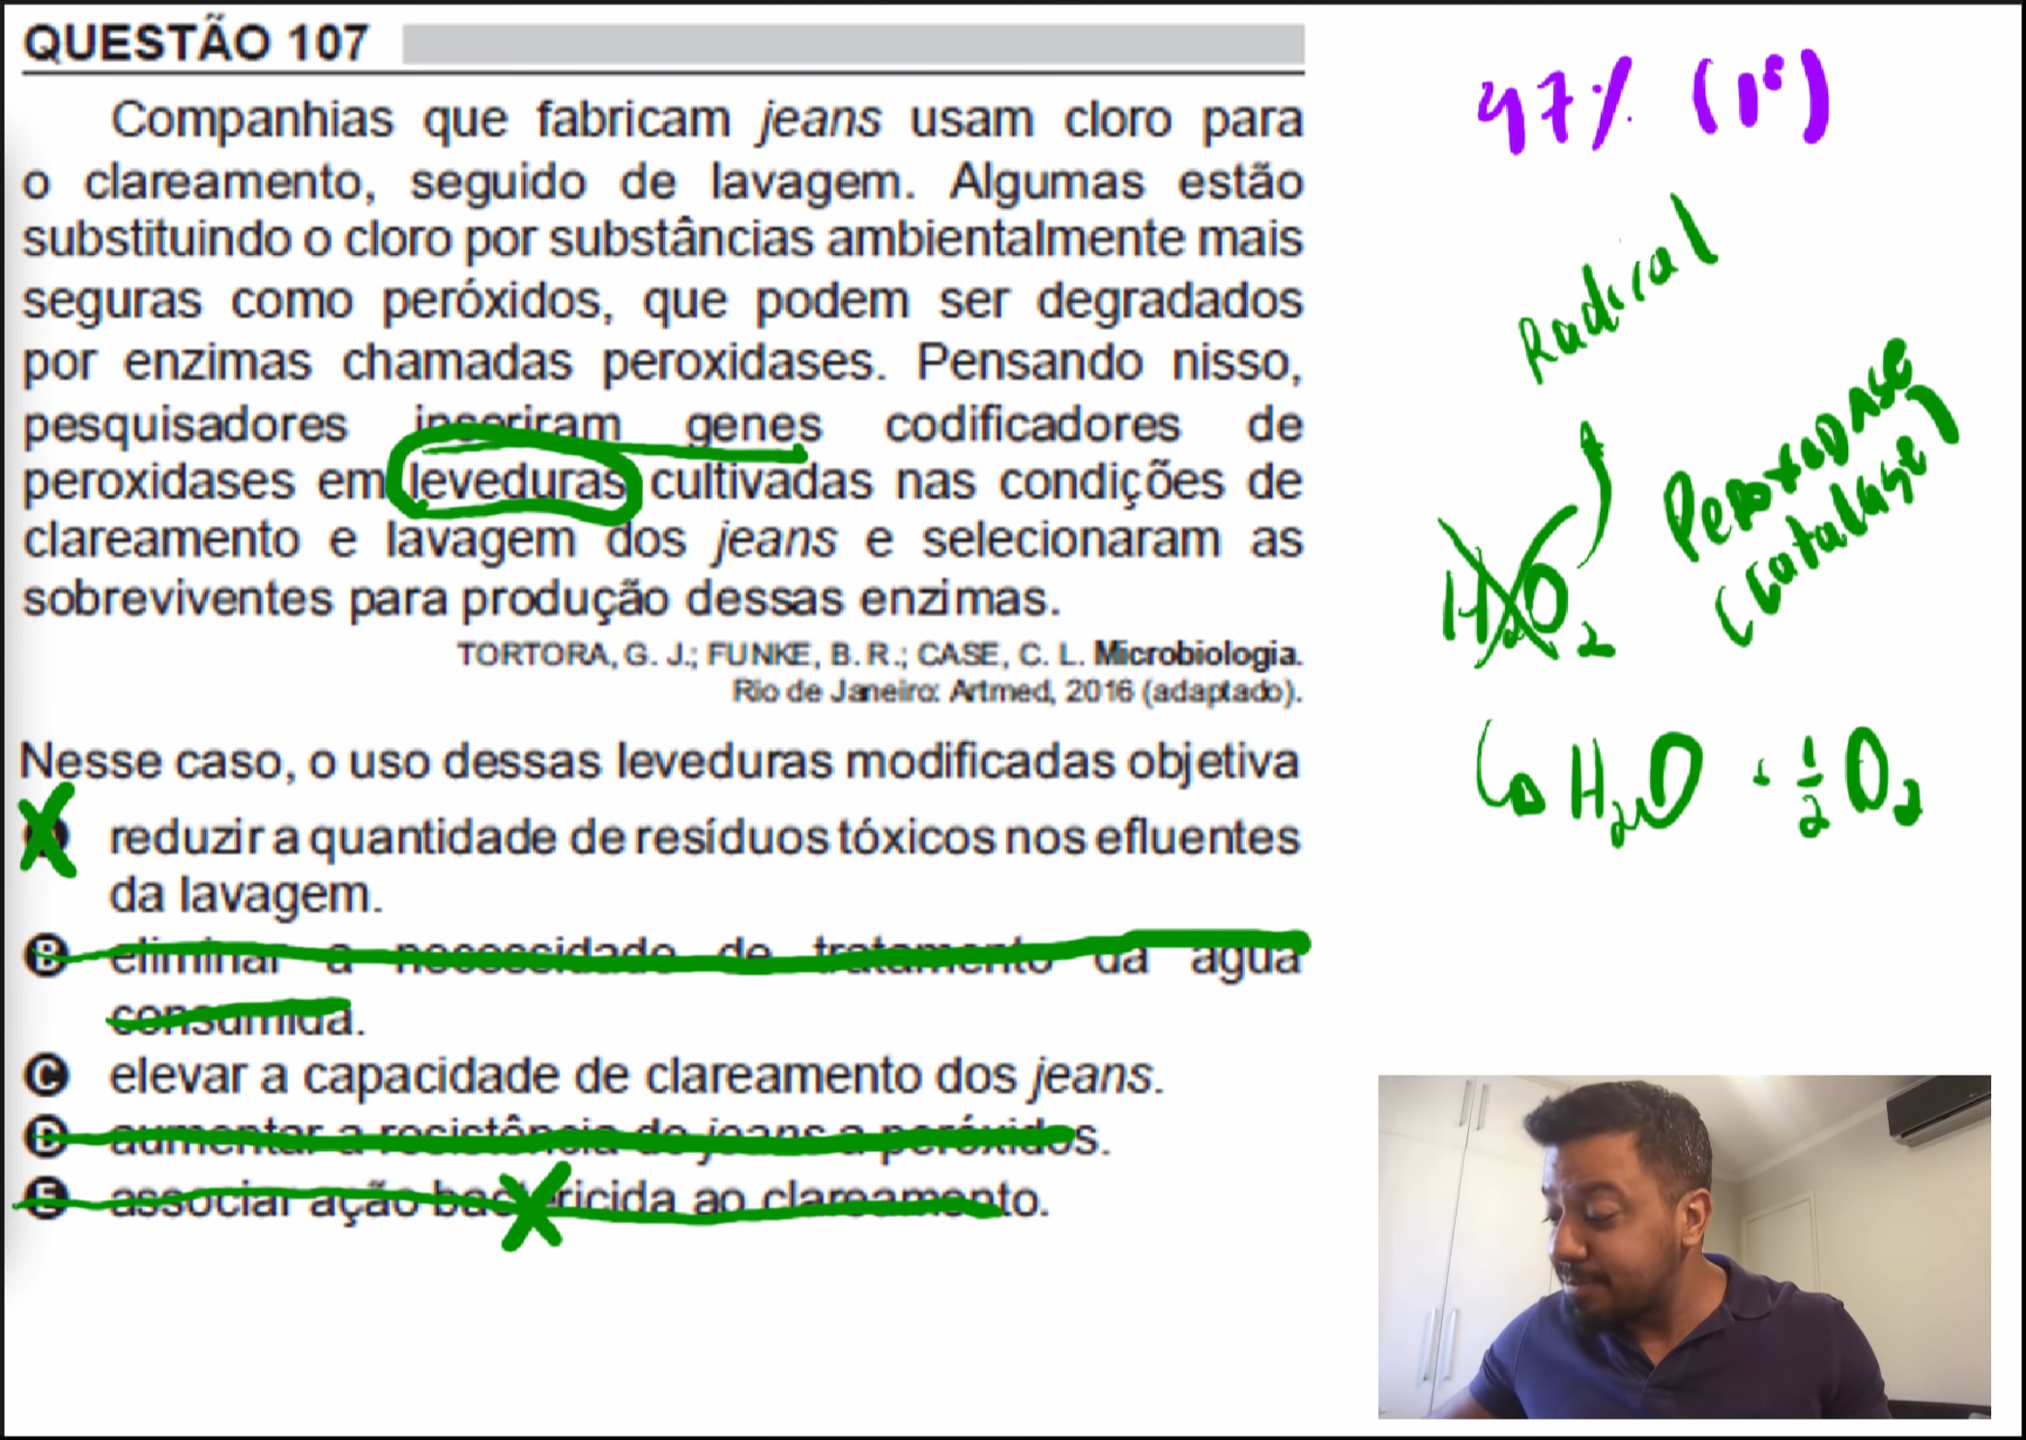 QUESTÃO 107
Companhias que fabricam jeans usam cloro para
o clareamento, seguido de lavagem. Algumas estão
substituindo o cloro por substâncias ambientalmente mais
seguras como peróxidos, que podem ser degradados
por enzimas chamadas peroxidases. Pensando nisso,
pesquisadores inseriram genes codificadores de
peroxidases em leveduras cultivadas nas condições de
clareamento e lavagem dos jeans e selecionaram as
sobreviventes para produção dessas enzimas.
TORTORA, G. J.; FUNKE, B. R.; CASE, C. L. Microbiologia.
Rio de Janeiro: Artmed, 2016 (adaptado).
Nesse caso, o uso dessas leveduras modificadas objetiva
reduzir a quantidade de resíduos tóxicos nos efluentes
da lavagem.
B eliminar a necessidade de tratamento da água
consumida.
C elevar a capacidade de clareamento dos jeans.
D aumentar a resistência do jeans a peróxidos.
E associar ação bactericida ao clareamento.
47% (1º)
Radical
Peroxidase
(Catalase)
H2O2
H2O + 1/2 O2